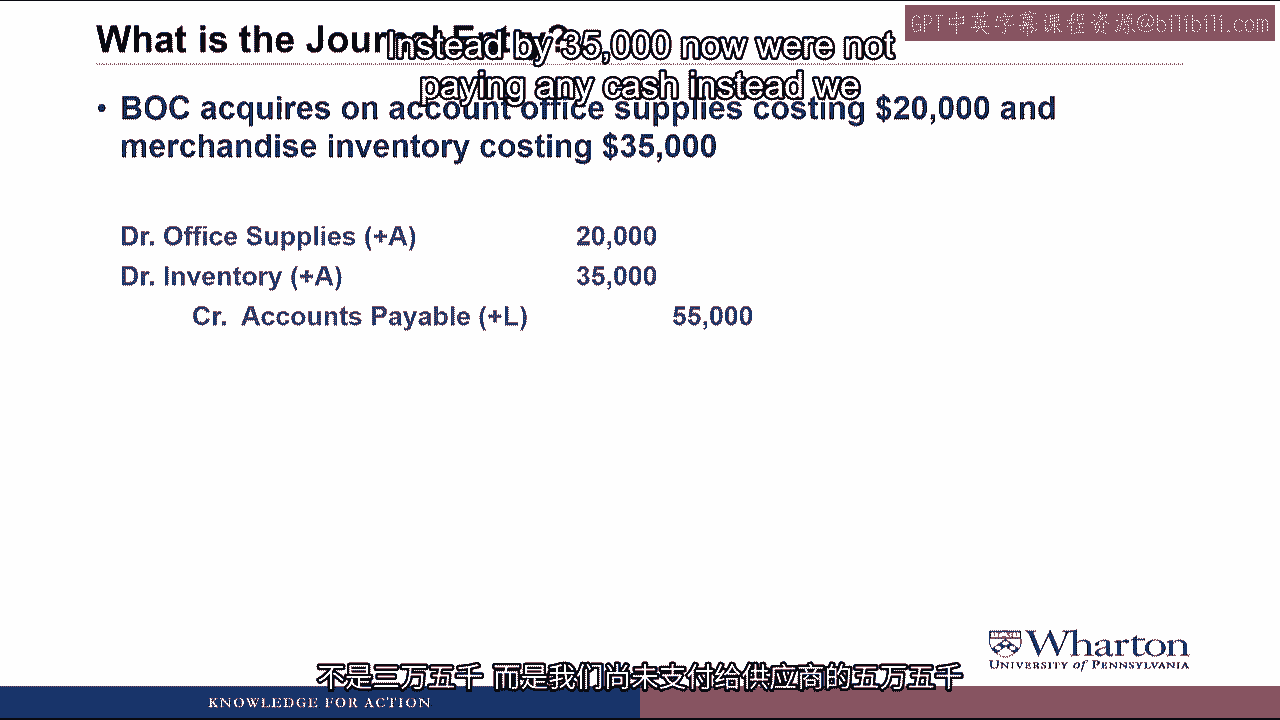 GPT中英字幕课程资源@bilibili.com
What is the Journal Entry?
Instead by 35,000 now were not
paying any cash instead we
• BOC acquires on account office supplies costing $20,000 and
merchandise inventory costing $35,000
Dr. Office Supplies (+A) 20,000
Dr. Inventory (+A) 35,000
Cr. Accounts Payable (+L) 55,000
Wharton
UNIVERSITY of PENNSYLVANIA
不是三万五千 而是我们尚未支付给供应商的五万五千
KNOWLEDGE FOR ACTION